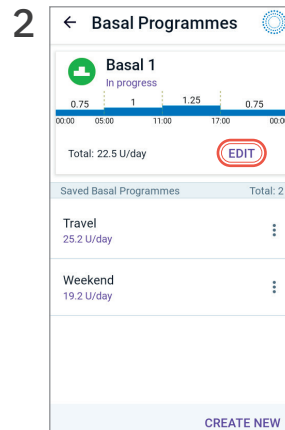 2
← Basal Programmes
Basal 1
In progress
0.75 1 1.25 0.75
00:00 05:00 11:00 17:00 00:00
Total: 22.5 U/day EDIT
Saved Basal Programmes Total: 2
Travel
25.2 U/day
Weekend
19.2 U/day
CREATE NEW